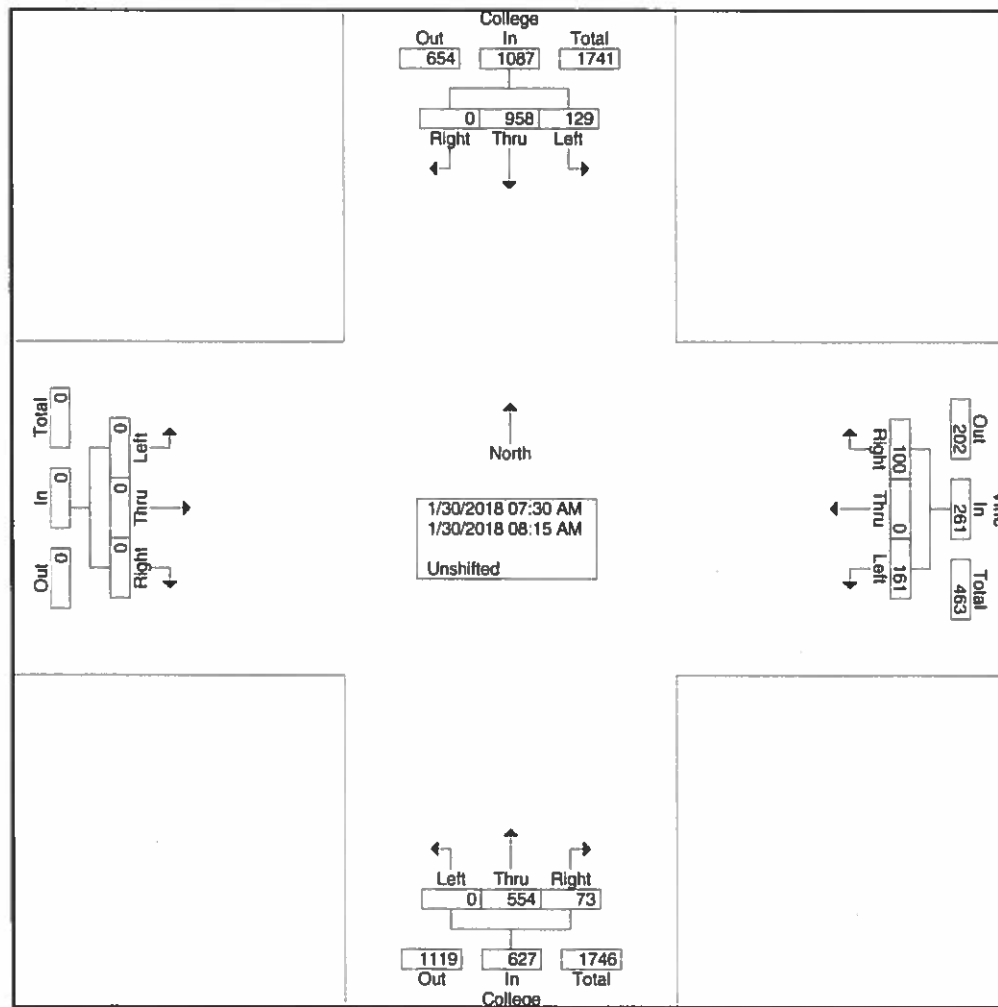 College
Out In Total
654 1087 1741
0 958 129
Right Thru Left
Total In Out
0 0 0
Left Thru Right
0 0 0
North
1/30/2018 07:30 AM
1/30/2018 08:15 AM
Unshifted
Right Thru Left
100 0 161
Out In Total
202 261 463
Left Thru Right
0 554 73
1119 627 1746
Out In Total
College